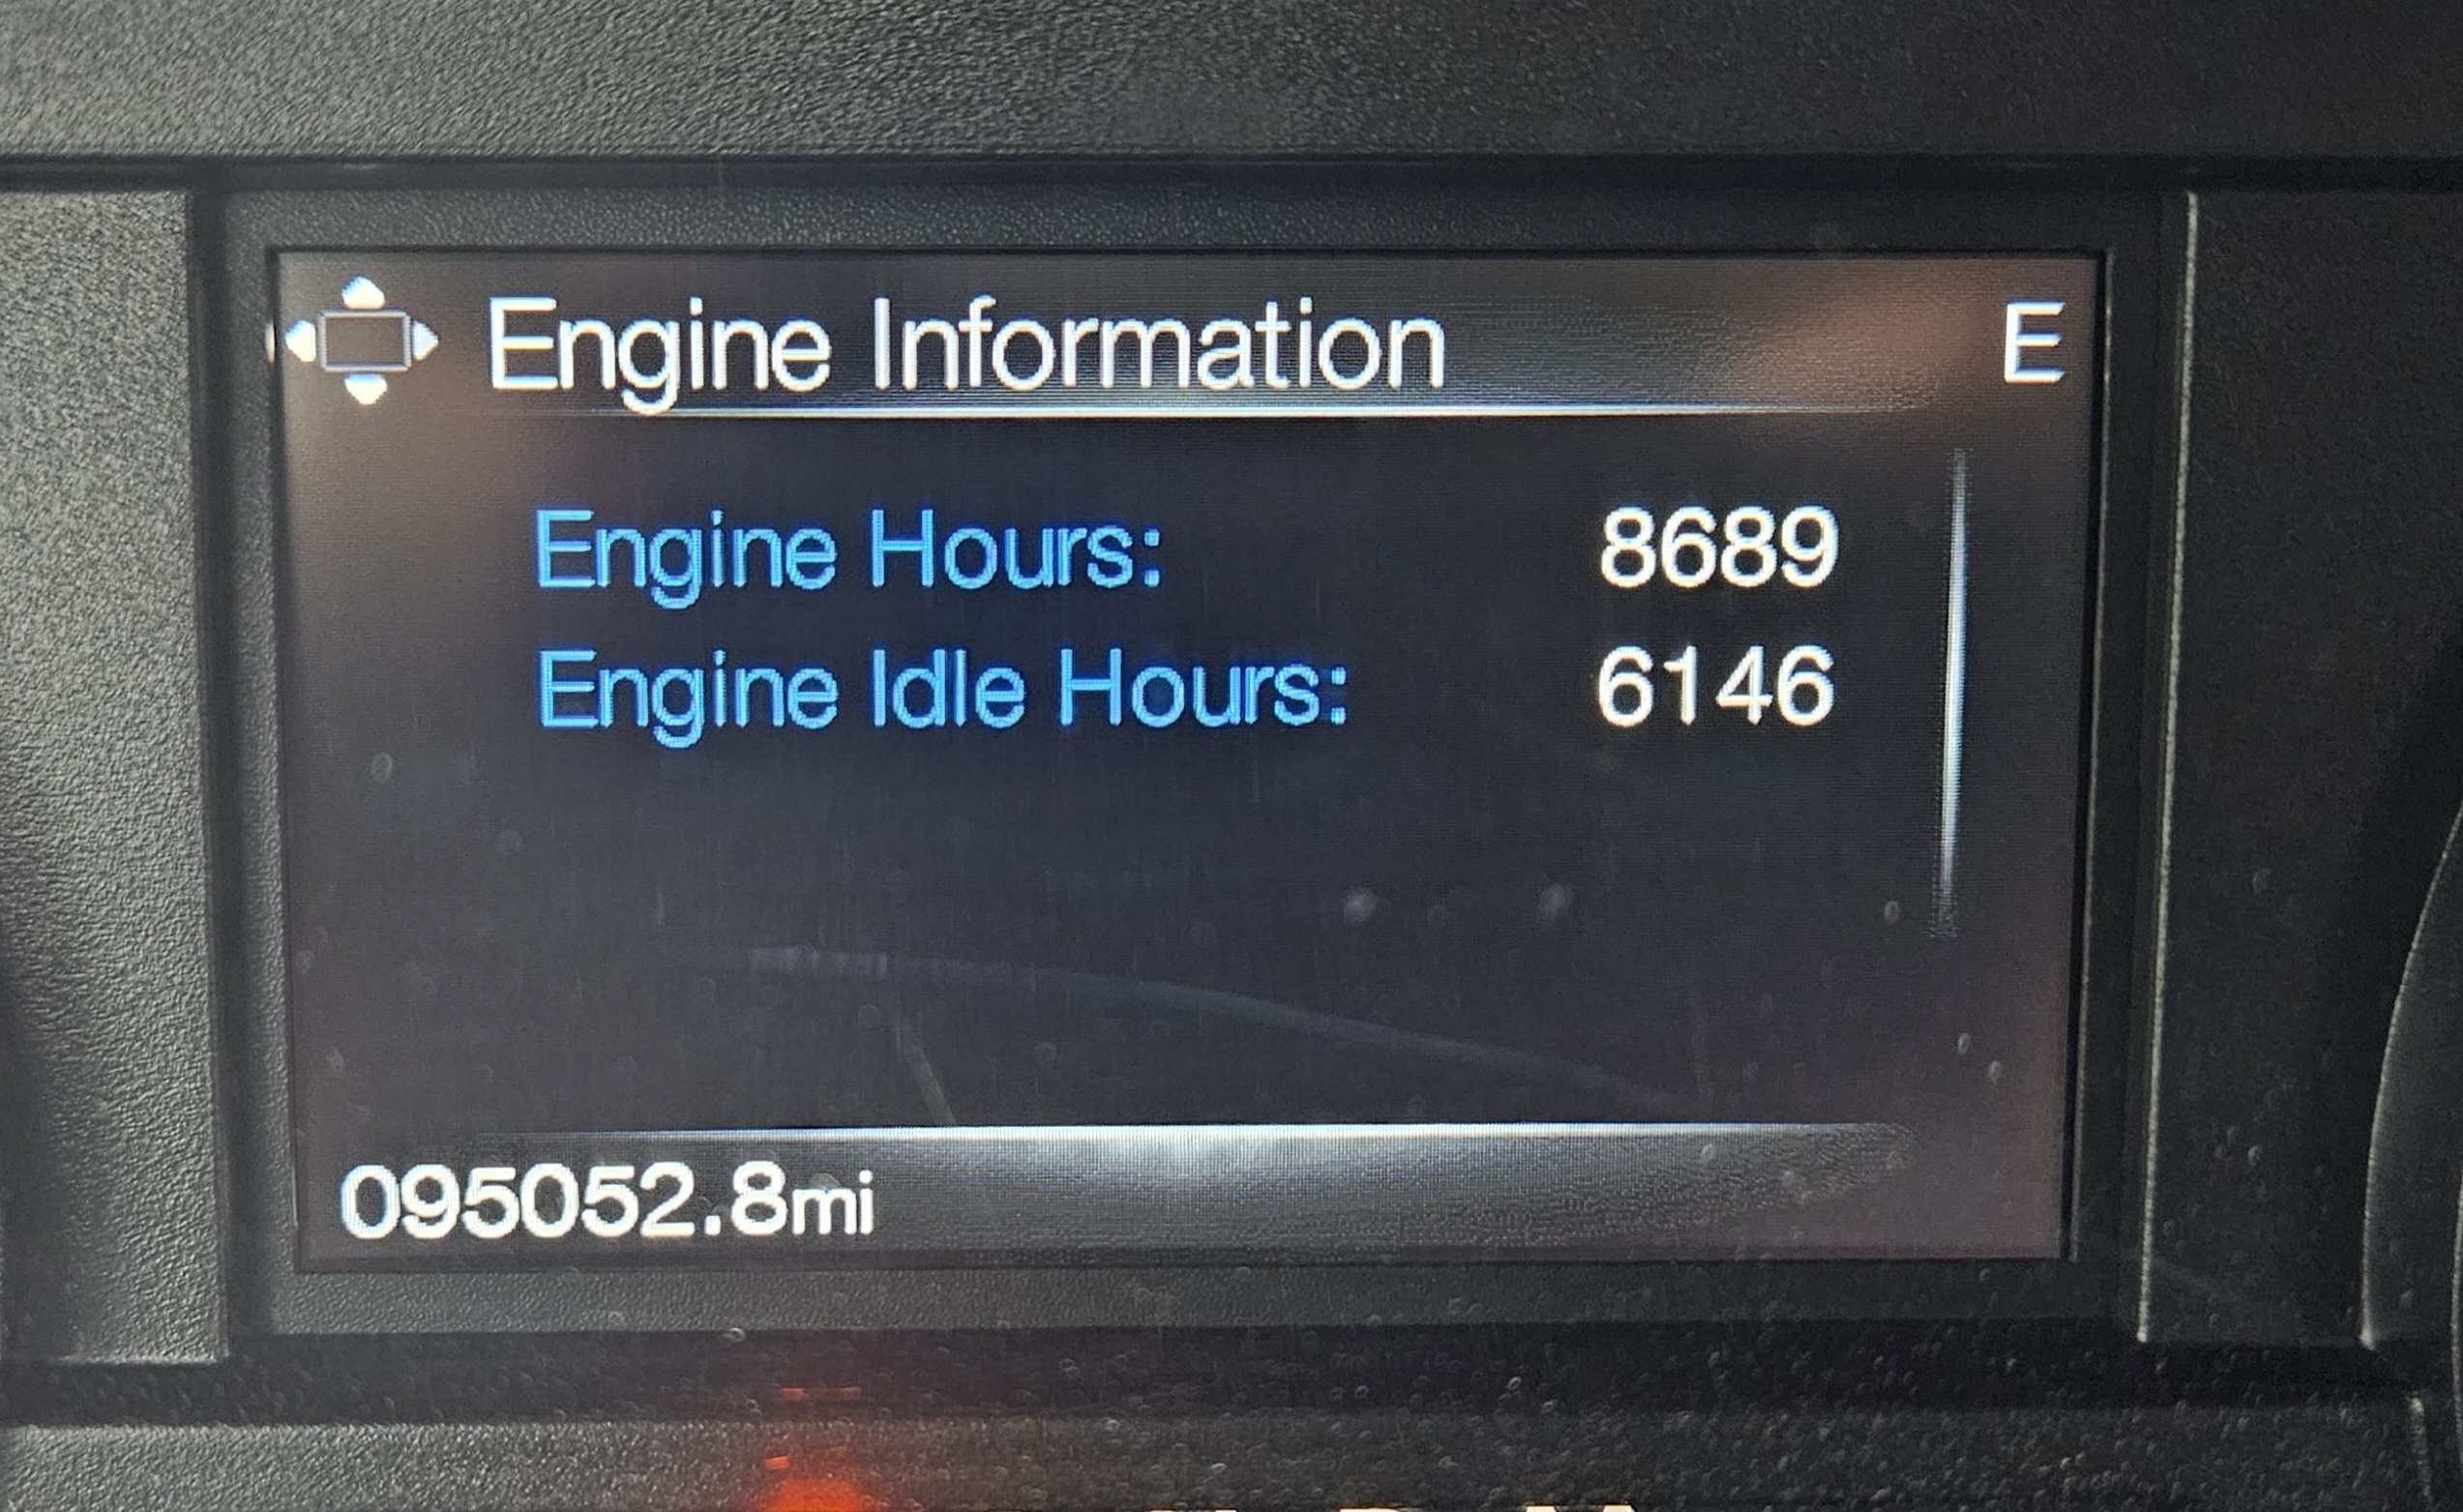 Engine Information E
Engine Hours: 8689
Engine Idle Hours: 6146
095052.8mi